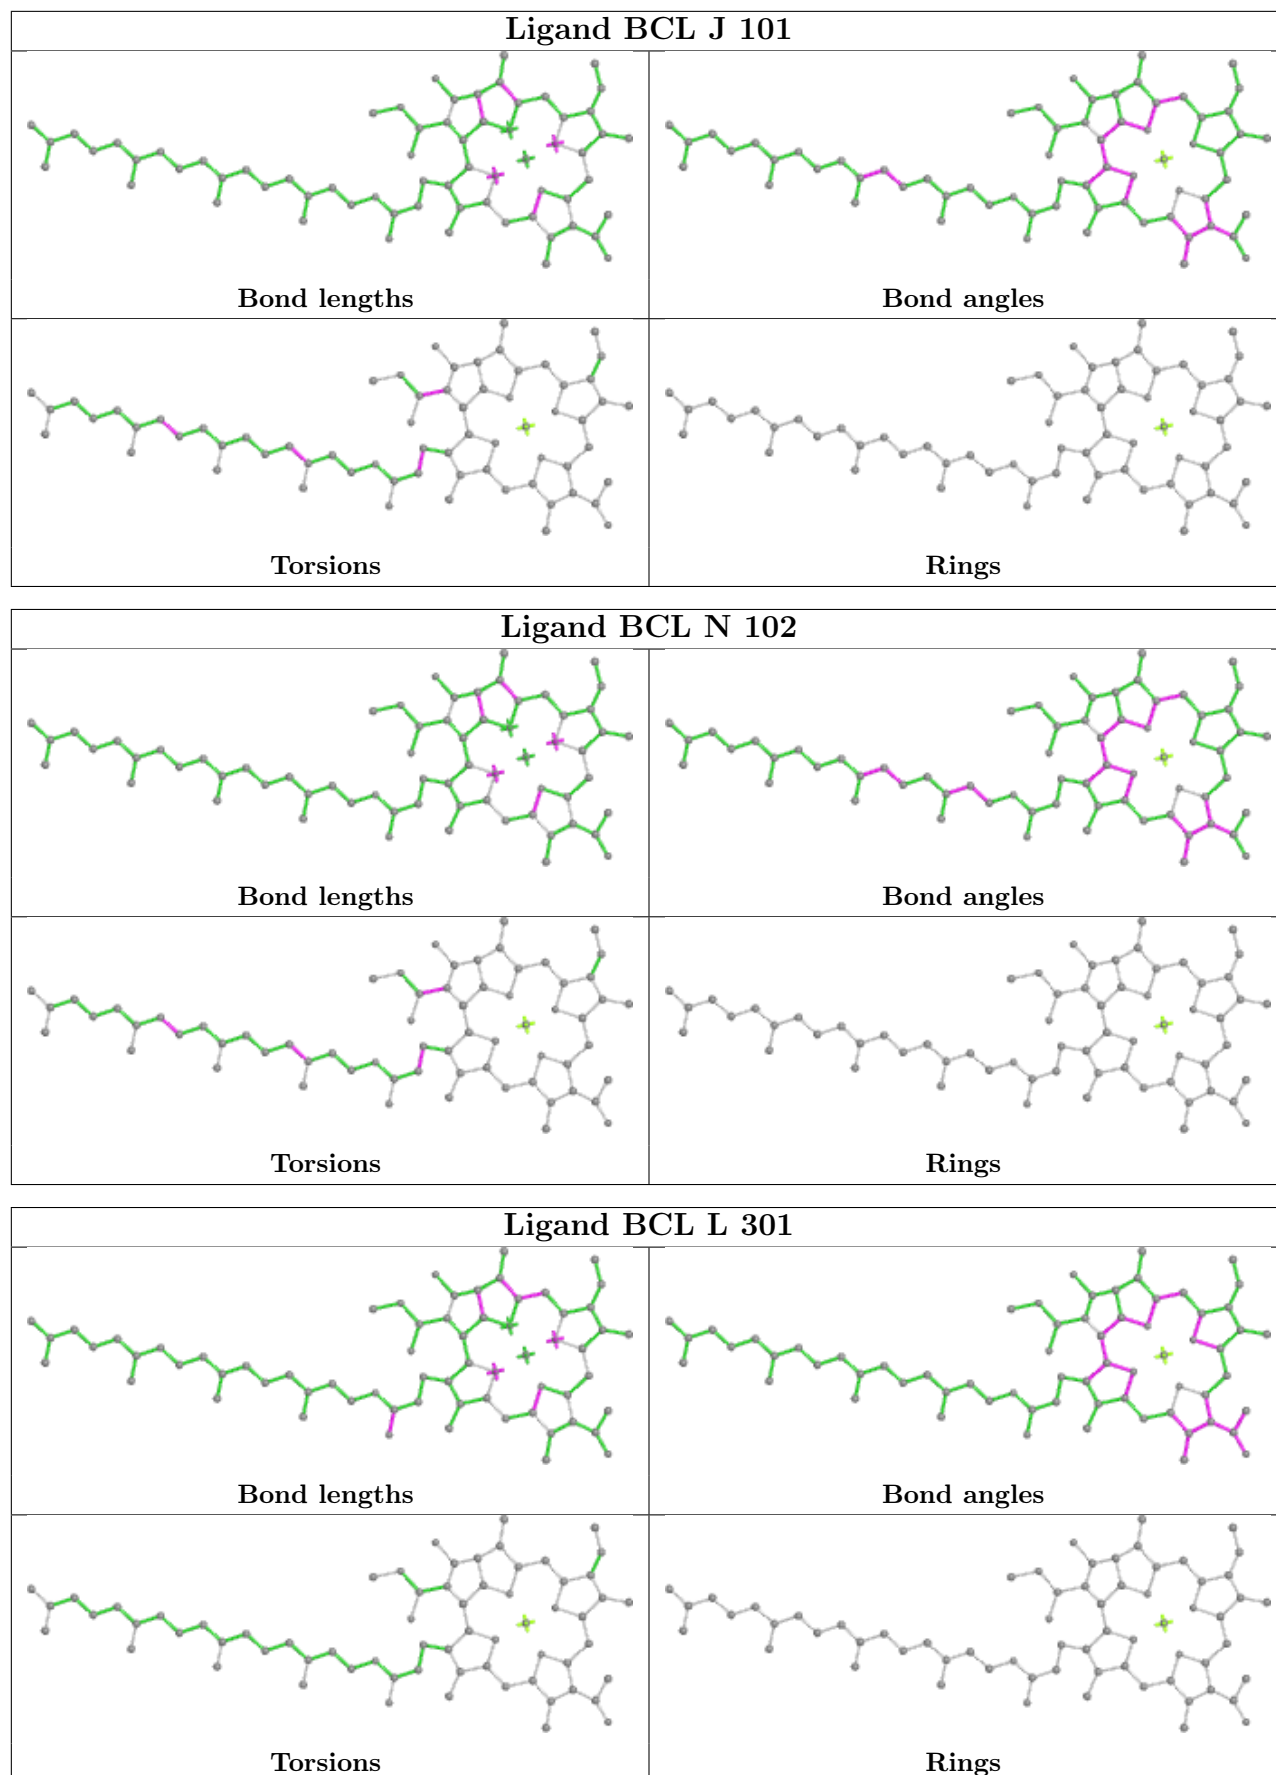 Ligand BCL J 101
Bond lengths
Bond angles
Torsions
Rings
Ligand BCL N 102
Bond lengths
Bond angles
Torsions
Rings
Ligand BCL L 301
Bond lengths
Bond angles
Torsions
Rings